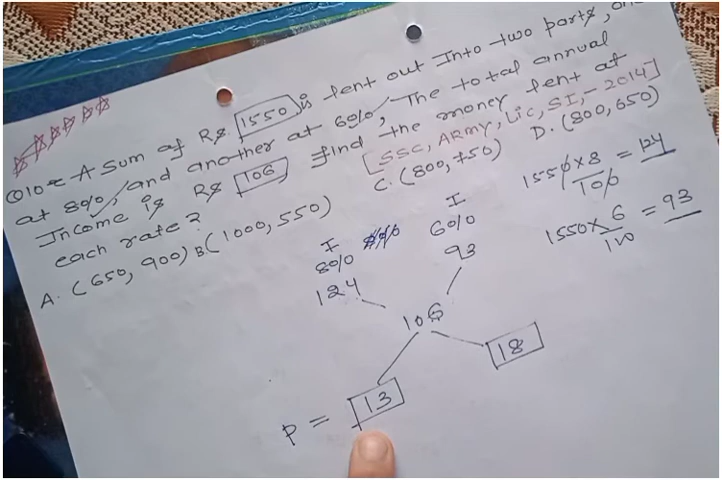 Q10 = A sum of Rs. 1550 is lent out Into two parts,
at 8%, and another at 6%, The total annual
Income is Rs 106 find the money lent at
each rate? [SSC, ARmy, Lic, SI, - 2014]
A. (650, 900) B (1000, 550) C. (800, 750) D. (800, 650)
I I
8% 6%
124 93
106
P = 13 18
1550 x 8 / 100 = 124
1550 x 6 / 100 = 93